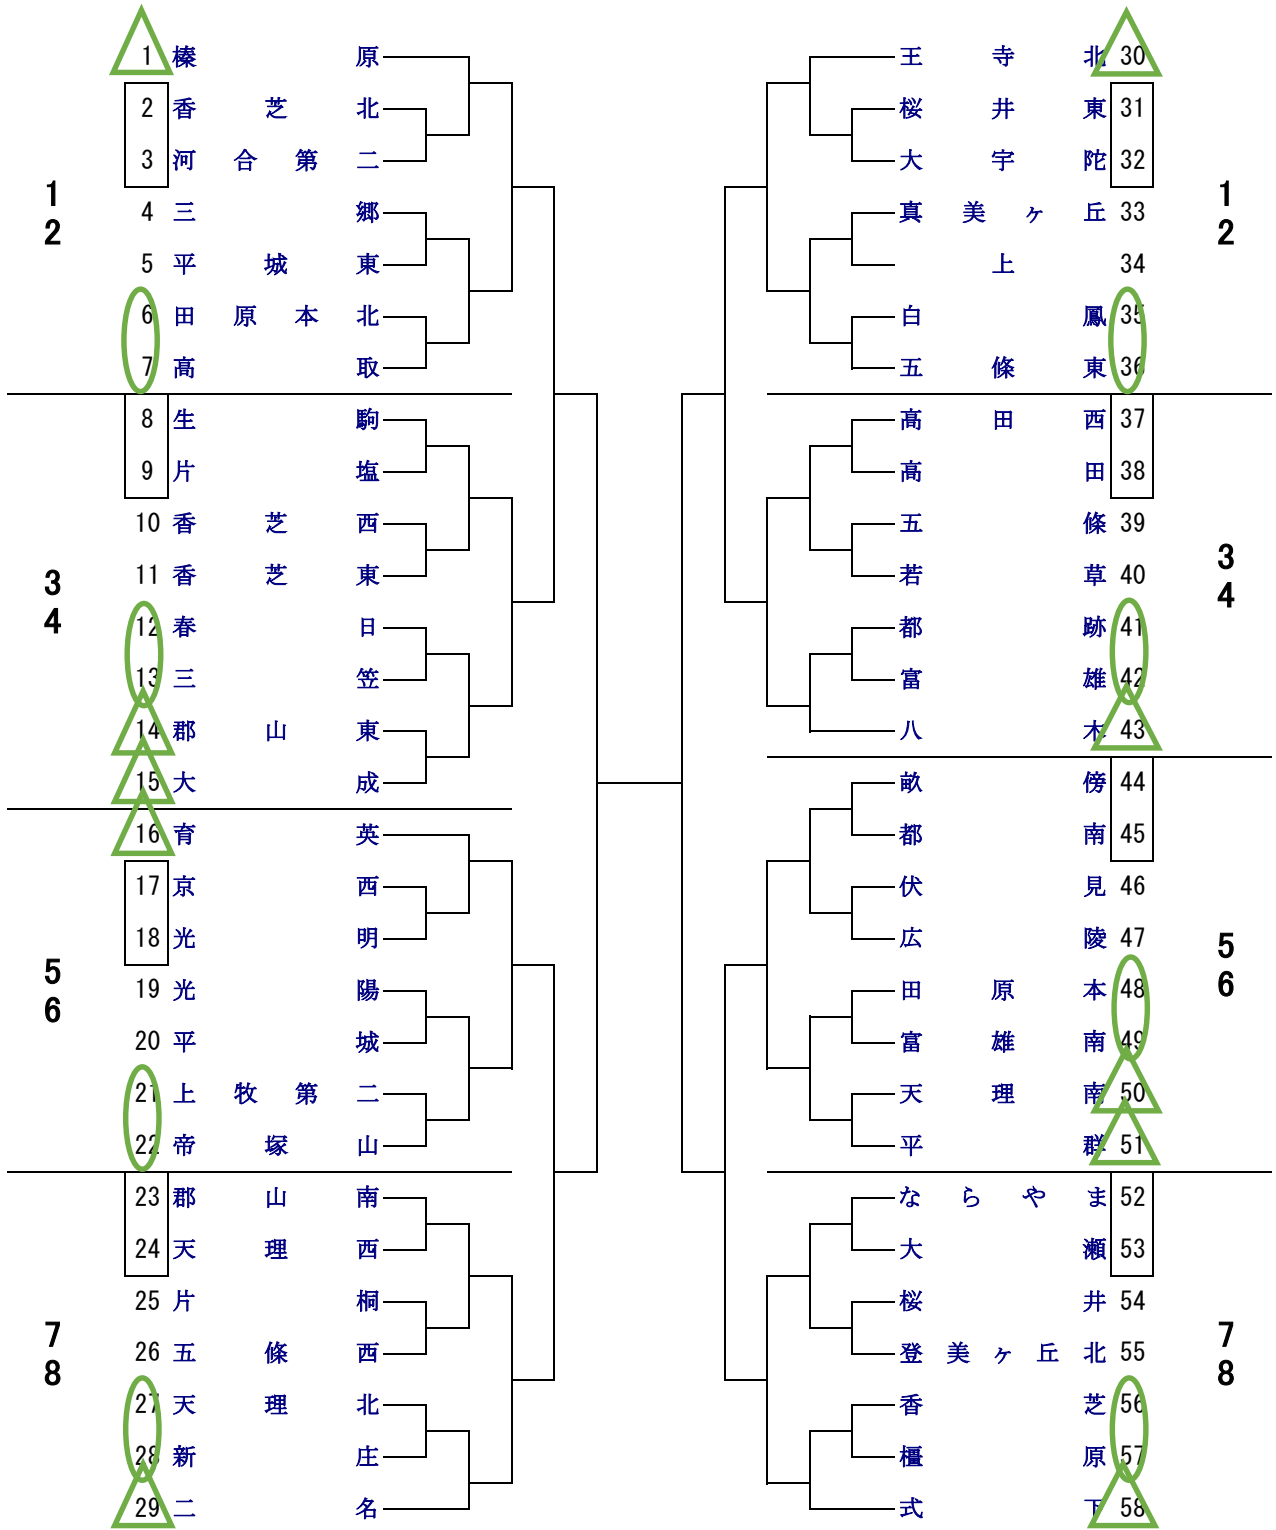 1 榛原
2 香芝北
3 河合第二
4 三郷
5 平城東
6 田原本北
7 高取
1
2
8 生駒
9 片塩
10 香芝西
11 香芝東
12 春日
13 三笠
14 郡山東
15 大成
3
4
16 育英
17 京西
18 光明
19 光陽
20 平城
21 上牧第二
22 帝塚山
5
6
23 郡山南
24 天理西
25 片桐
26 五條西
27 天理北
28 新庄
29 二名
7
8
王寺北 30
桜井東 31
大宇陀 32
真美ヶ丘 33
上 34
白鳳 35
五條東 36
1
2
高田西 37
高田 38
五條 39
若草 40
都跡 41
富雄 42
八木 43
3
4
畝傍 44
都南 45
伏見 46
広陵 47
田原本 48
富雄南 49
天理南 50
平群 51
5
6
ならやま 52
大瀬 53
桜井 54
登美ヶ丘北 55
香芝 56
橿原 57
式下 58
7
8